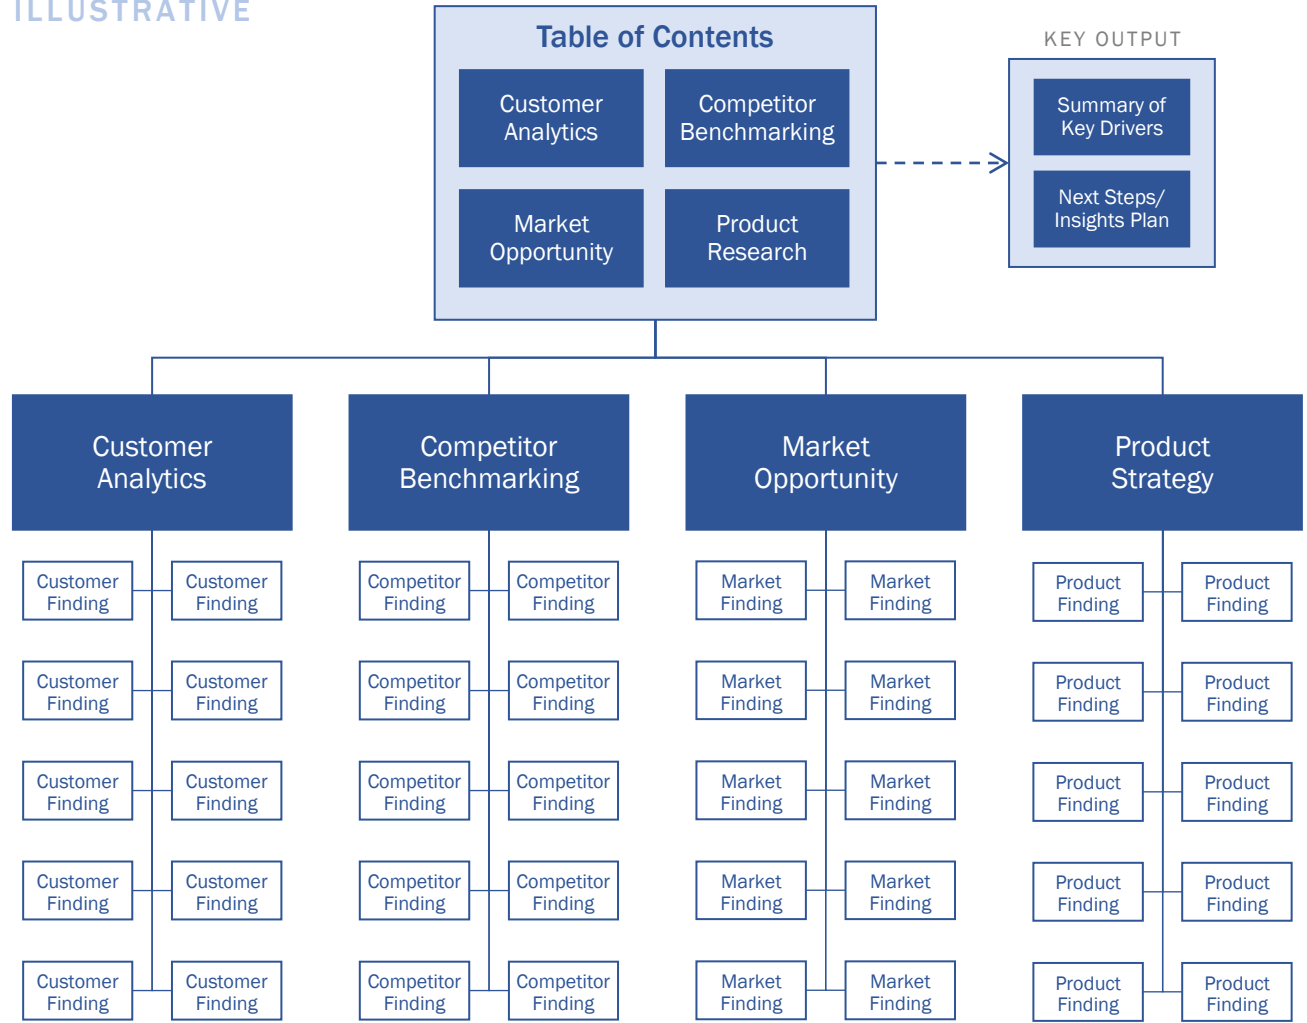 ILLUSTRATIVE
Table of Contents
Customer
Analytics
Competitor
Benchmarking
Market
Opportunity
Product
Research
KEY OUTPUT
Summary of
Key Drivers
Next Steps/
Insights Plan
Customer
Analytics
Competitor
Benchmarking
Market
Opportunity
Product
Strategy
Customer
Finding
Customer
Finding
Competitor
Finding
Competitor
Finding
Market
Finding
Market
Finding
Product
Finding
Product
Finding
Customer
Finding
Customer
Finding
Competitor
Finding
Competitor
Finding
Market
Finding
Market
Finding
Product
Finding
Product
Finding
Customer
Finding
Customer
Finding
Competitor
Finding
Competitor
Finding
Market
Finding
Market
Finding
Product
Finding
Product
Finding
Customer
Finding
Customer
Finding
Competitor
Finding
Competitor
Finding
Market
Finding
Market
Finding
Product
Finding
Product
Finding
Customer
Finding
Customer
Finding
Competitor
Finding
Competitor
Finding
Market
Finding
Market
Finding
Product
Finding
Product
Finding